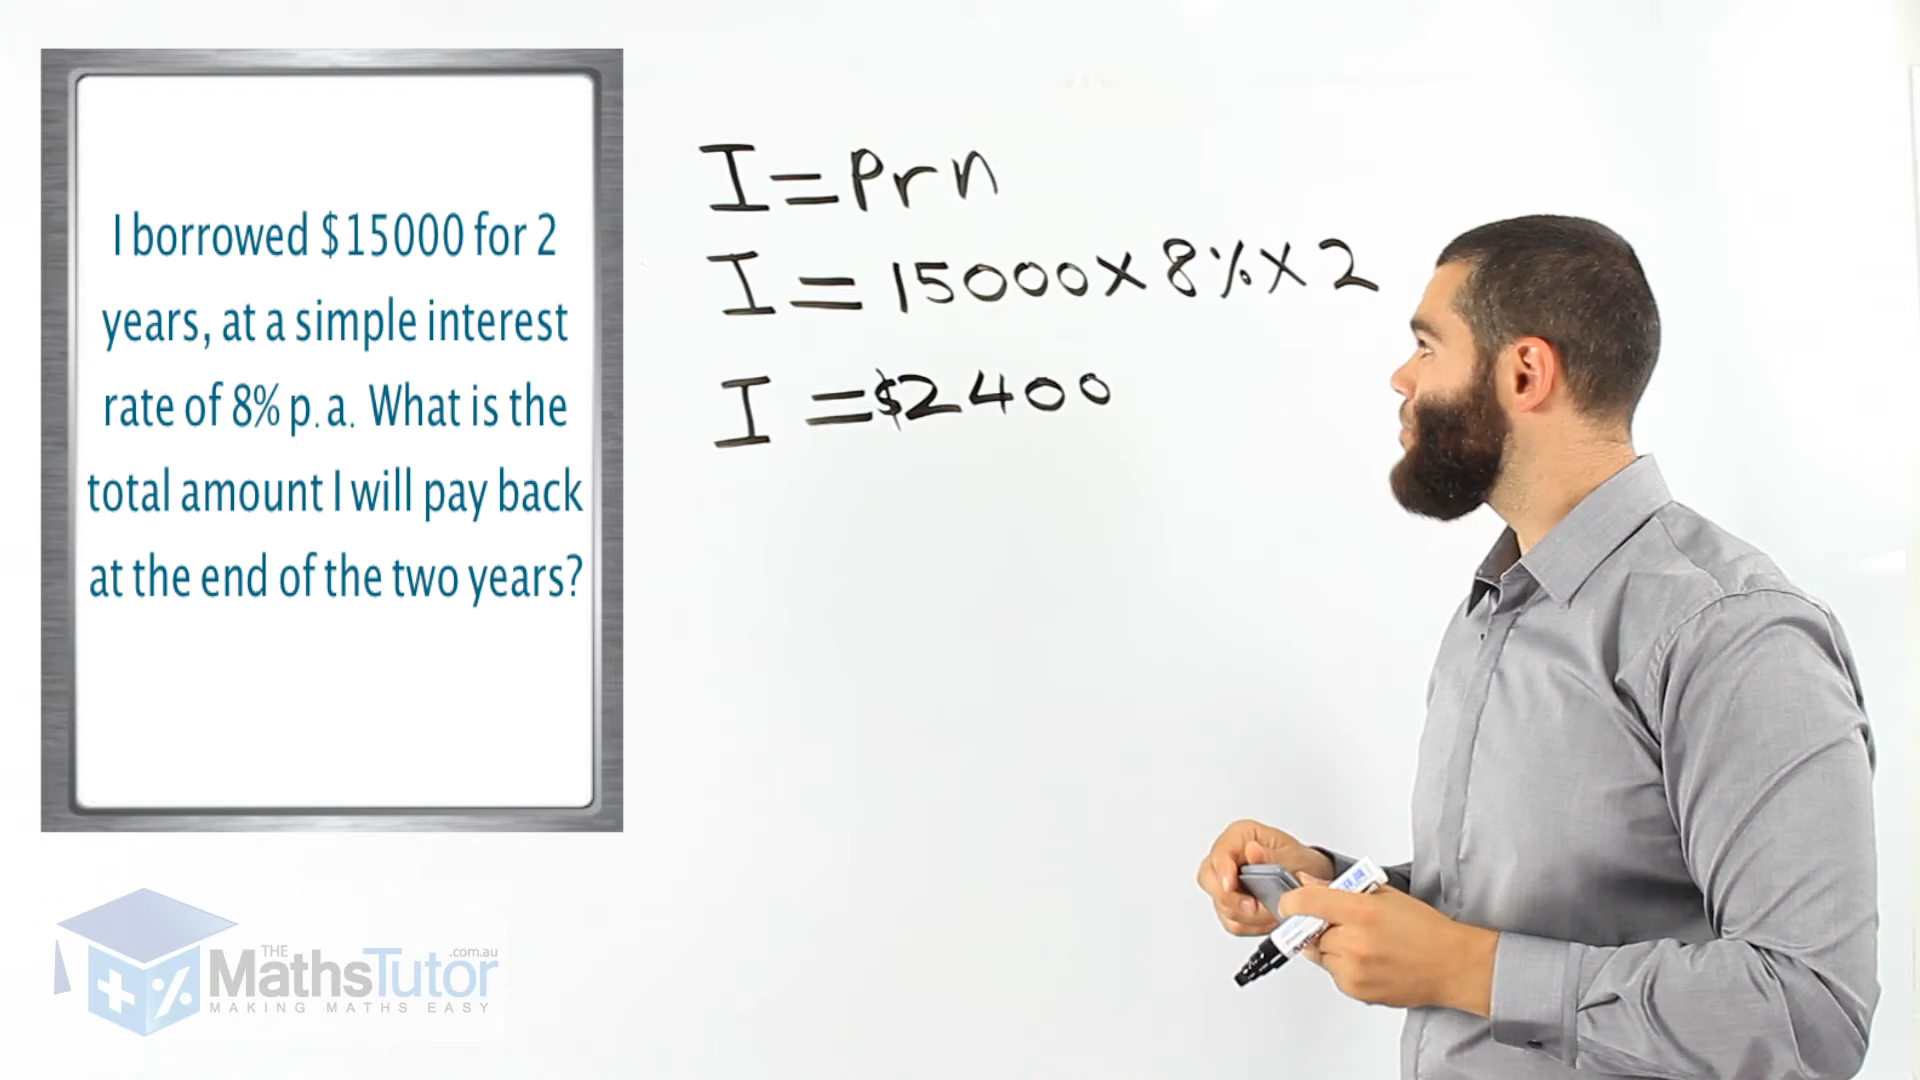 I borrowed $15000 for 2
years, at a simple interest
rate of 8% p. a. What is the
total amount I will pay back
at the end of the two years?
I = Prn
I = 15000 × 8% × 2
I = $2400
THE
MathsTutor
.com.au
MAKING MATHS EASY